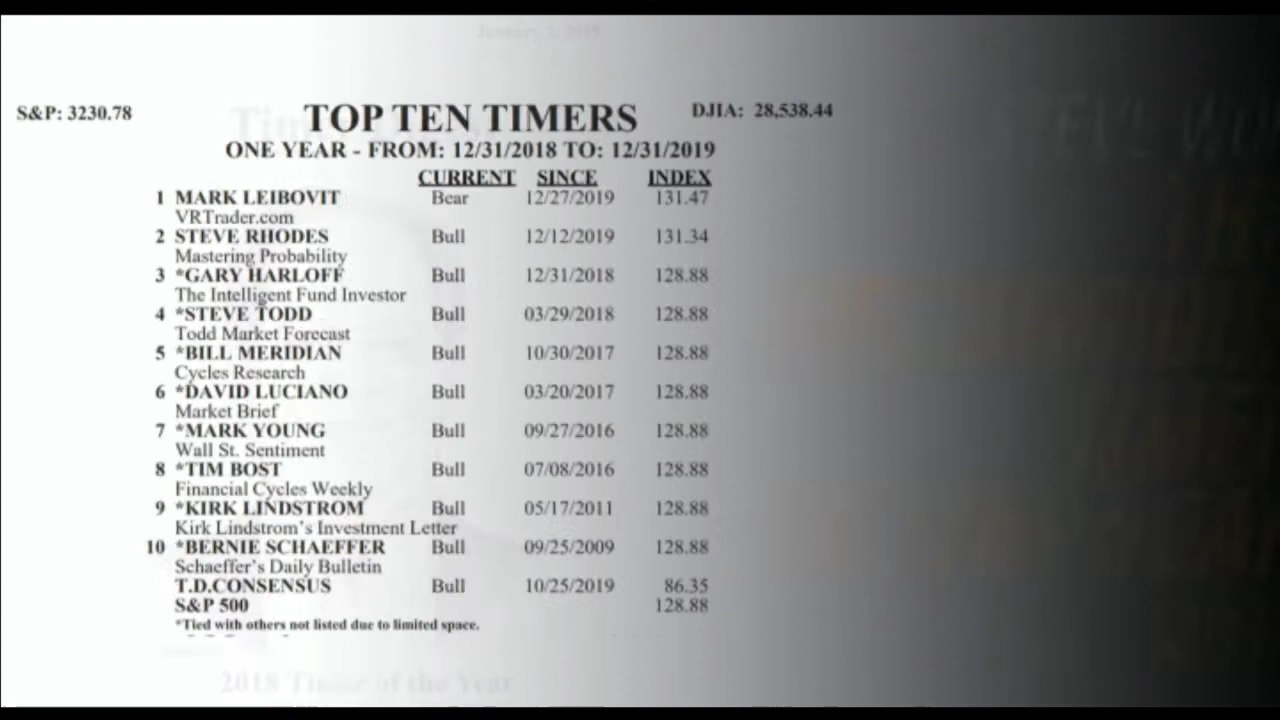 January 2, 2019
S&P: 3230.78 TOP TEN TIMERS DJIA: 28,538.44
ONE YEAR - FROM: 12/31/2018 TO: 12/31/2019
CURRENT SINCE INDEX
1 MARK LEIBOVIT Bear 12/27/2019 131.47
VRTrader.com
2 STEVE RHODES Bull 12/12/2019 131.34
Mastering Probability
3 *GARY HARLOFF Bull 12/31/2018 128.88
The Intelligent Fund Investor
4 *STEVE TODD Bull 03/29/2018 128.88
Todd Market Forecast
5 *BILL MERIDIAN Bull 10/30/2017 128.88
Cycles Research
6 *DAVID LUCIANO Bull 03/20/2017 128.88
Market Brief
7 *MARK YOUNG Bull 09/27/2016 128.88
Wall St. Sentiment
8 *TIM BOST Bull 07/08/2016 128.88
Financial Cycles Weekly
9 *KIRK LINDSTROM Bull 05/17/2011 128.88
Kirk Lindstrom's Investment Letter
10 *BERNIE SCHAEFFER Bull 09/25/2009 128.88
Schaeffer's Daily Bulletin
T.D.CONSENSUS Bull 10/25/2019 86.35
S&P 500 128.88
*Tied with others not listed due to limited space.
2018 Timer of the Year